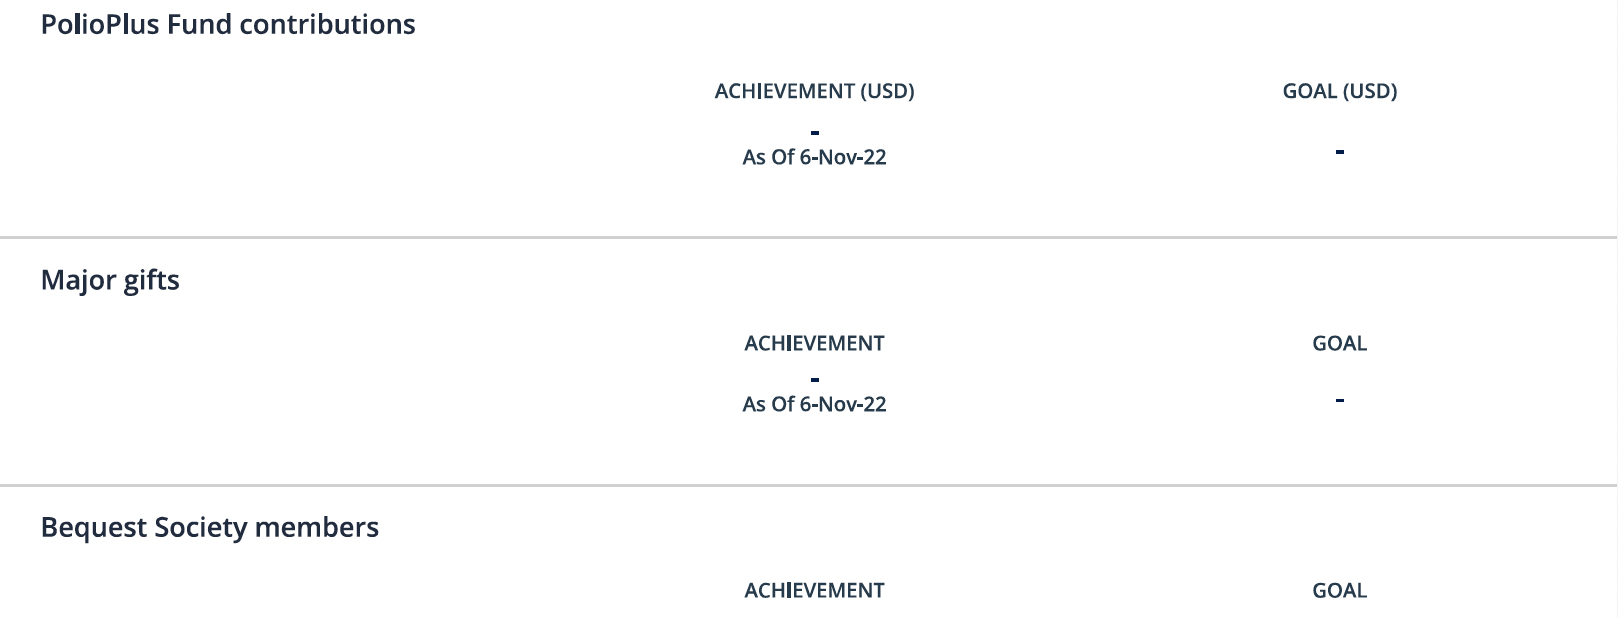 PolioPlus Fund contributions
ACHIEVEMENT (USD) GOAL (USD)
-
As Of 6-Nov-22 -
Major gifts
ACHIEVEMENT GOAL
-
As Of 6-Nov-22 -
Bequest Society members
ACHIEVEMENT GOAL